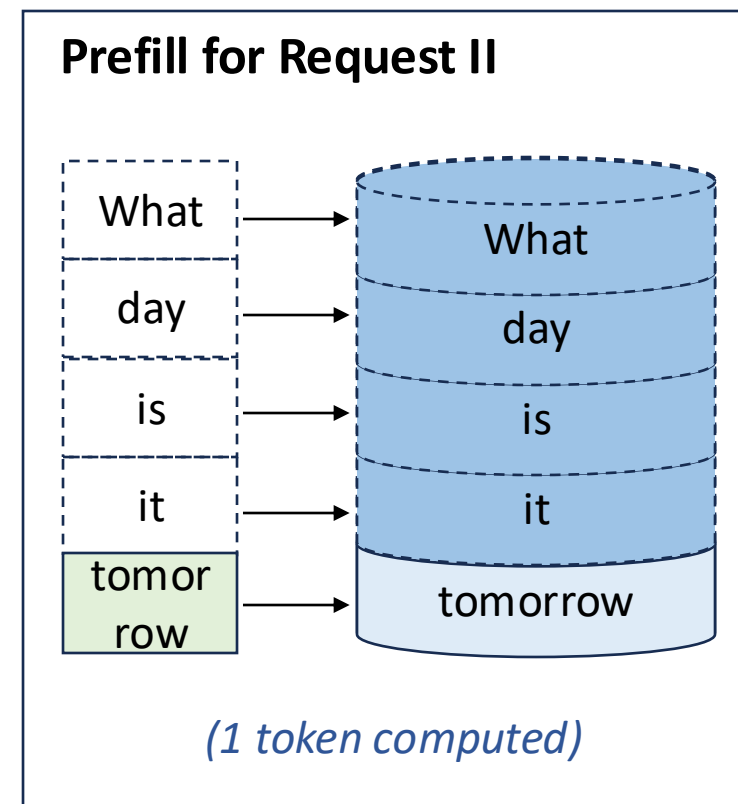 Prefill for Request II
What
What
day
day
is
is
it
it
tomor
row
tomorrow
(1 token computed)